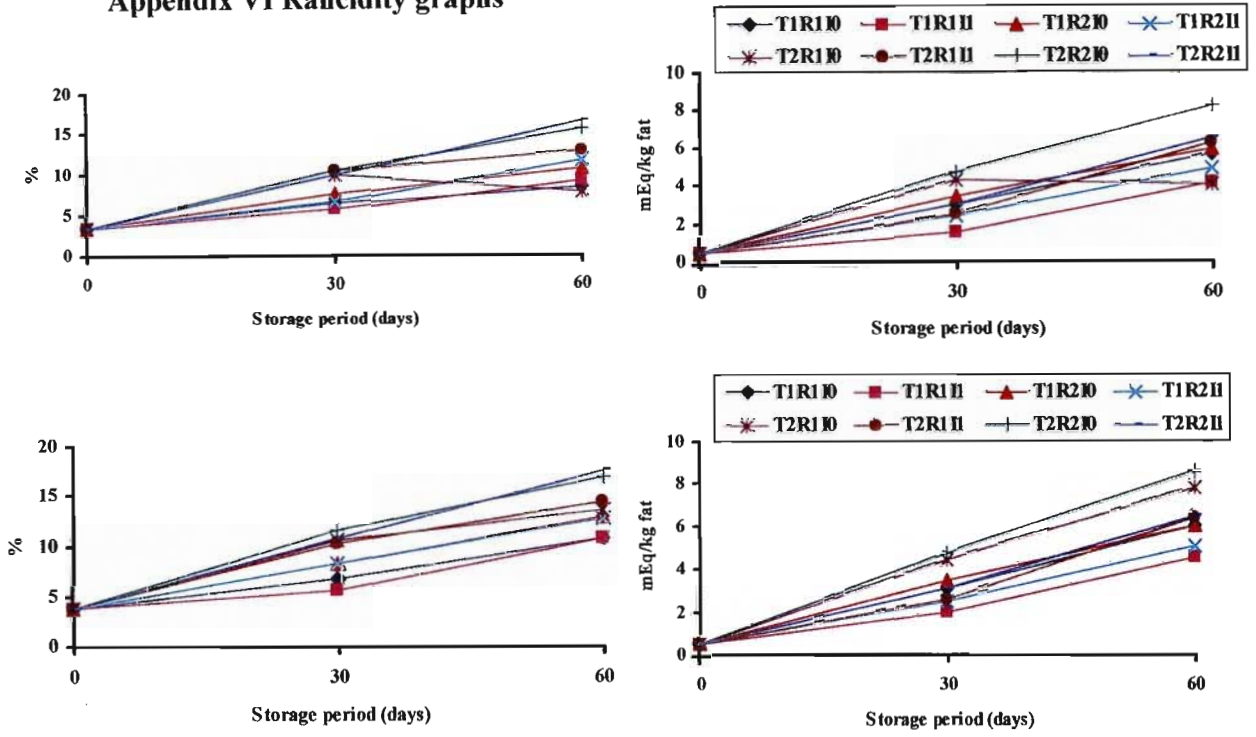 Appendix VI Rancidity graphs
T1R1I0 T1R1I1 T1R2I0 T1R2I1
T2R1I0 T2R1I1 T2R2I0 T2R2I1
20
15
10
5
0
%
0 30 60
Storage period (days)
10
8
6
4
2
0
mEq/kg fat
0 30 60
Storage period (days)
T1R1I0 T1R1I1 T1R2I0 T1R2I1
T2R1I0 T2R1I1 T2R2I0 T2R2I1
20
15
10
5
0
%
0 30 60
Storage period (days)
10
8
6
4
2
0
mEq/kg fat
0 30 60
Storage period (days)